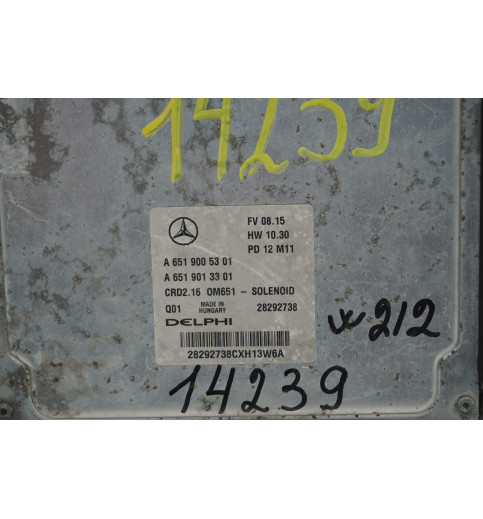 14239
FV 08.15
HW 10.30
PD 12 M11
A 651 900 53 01
A 651 901 33 01
CRD2.16 OM651 - SOLENOID
Q01 MADE IN HUNGARY 28292738
DELPHI
28292738CXH13W6A
w212
14239